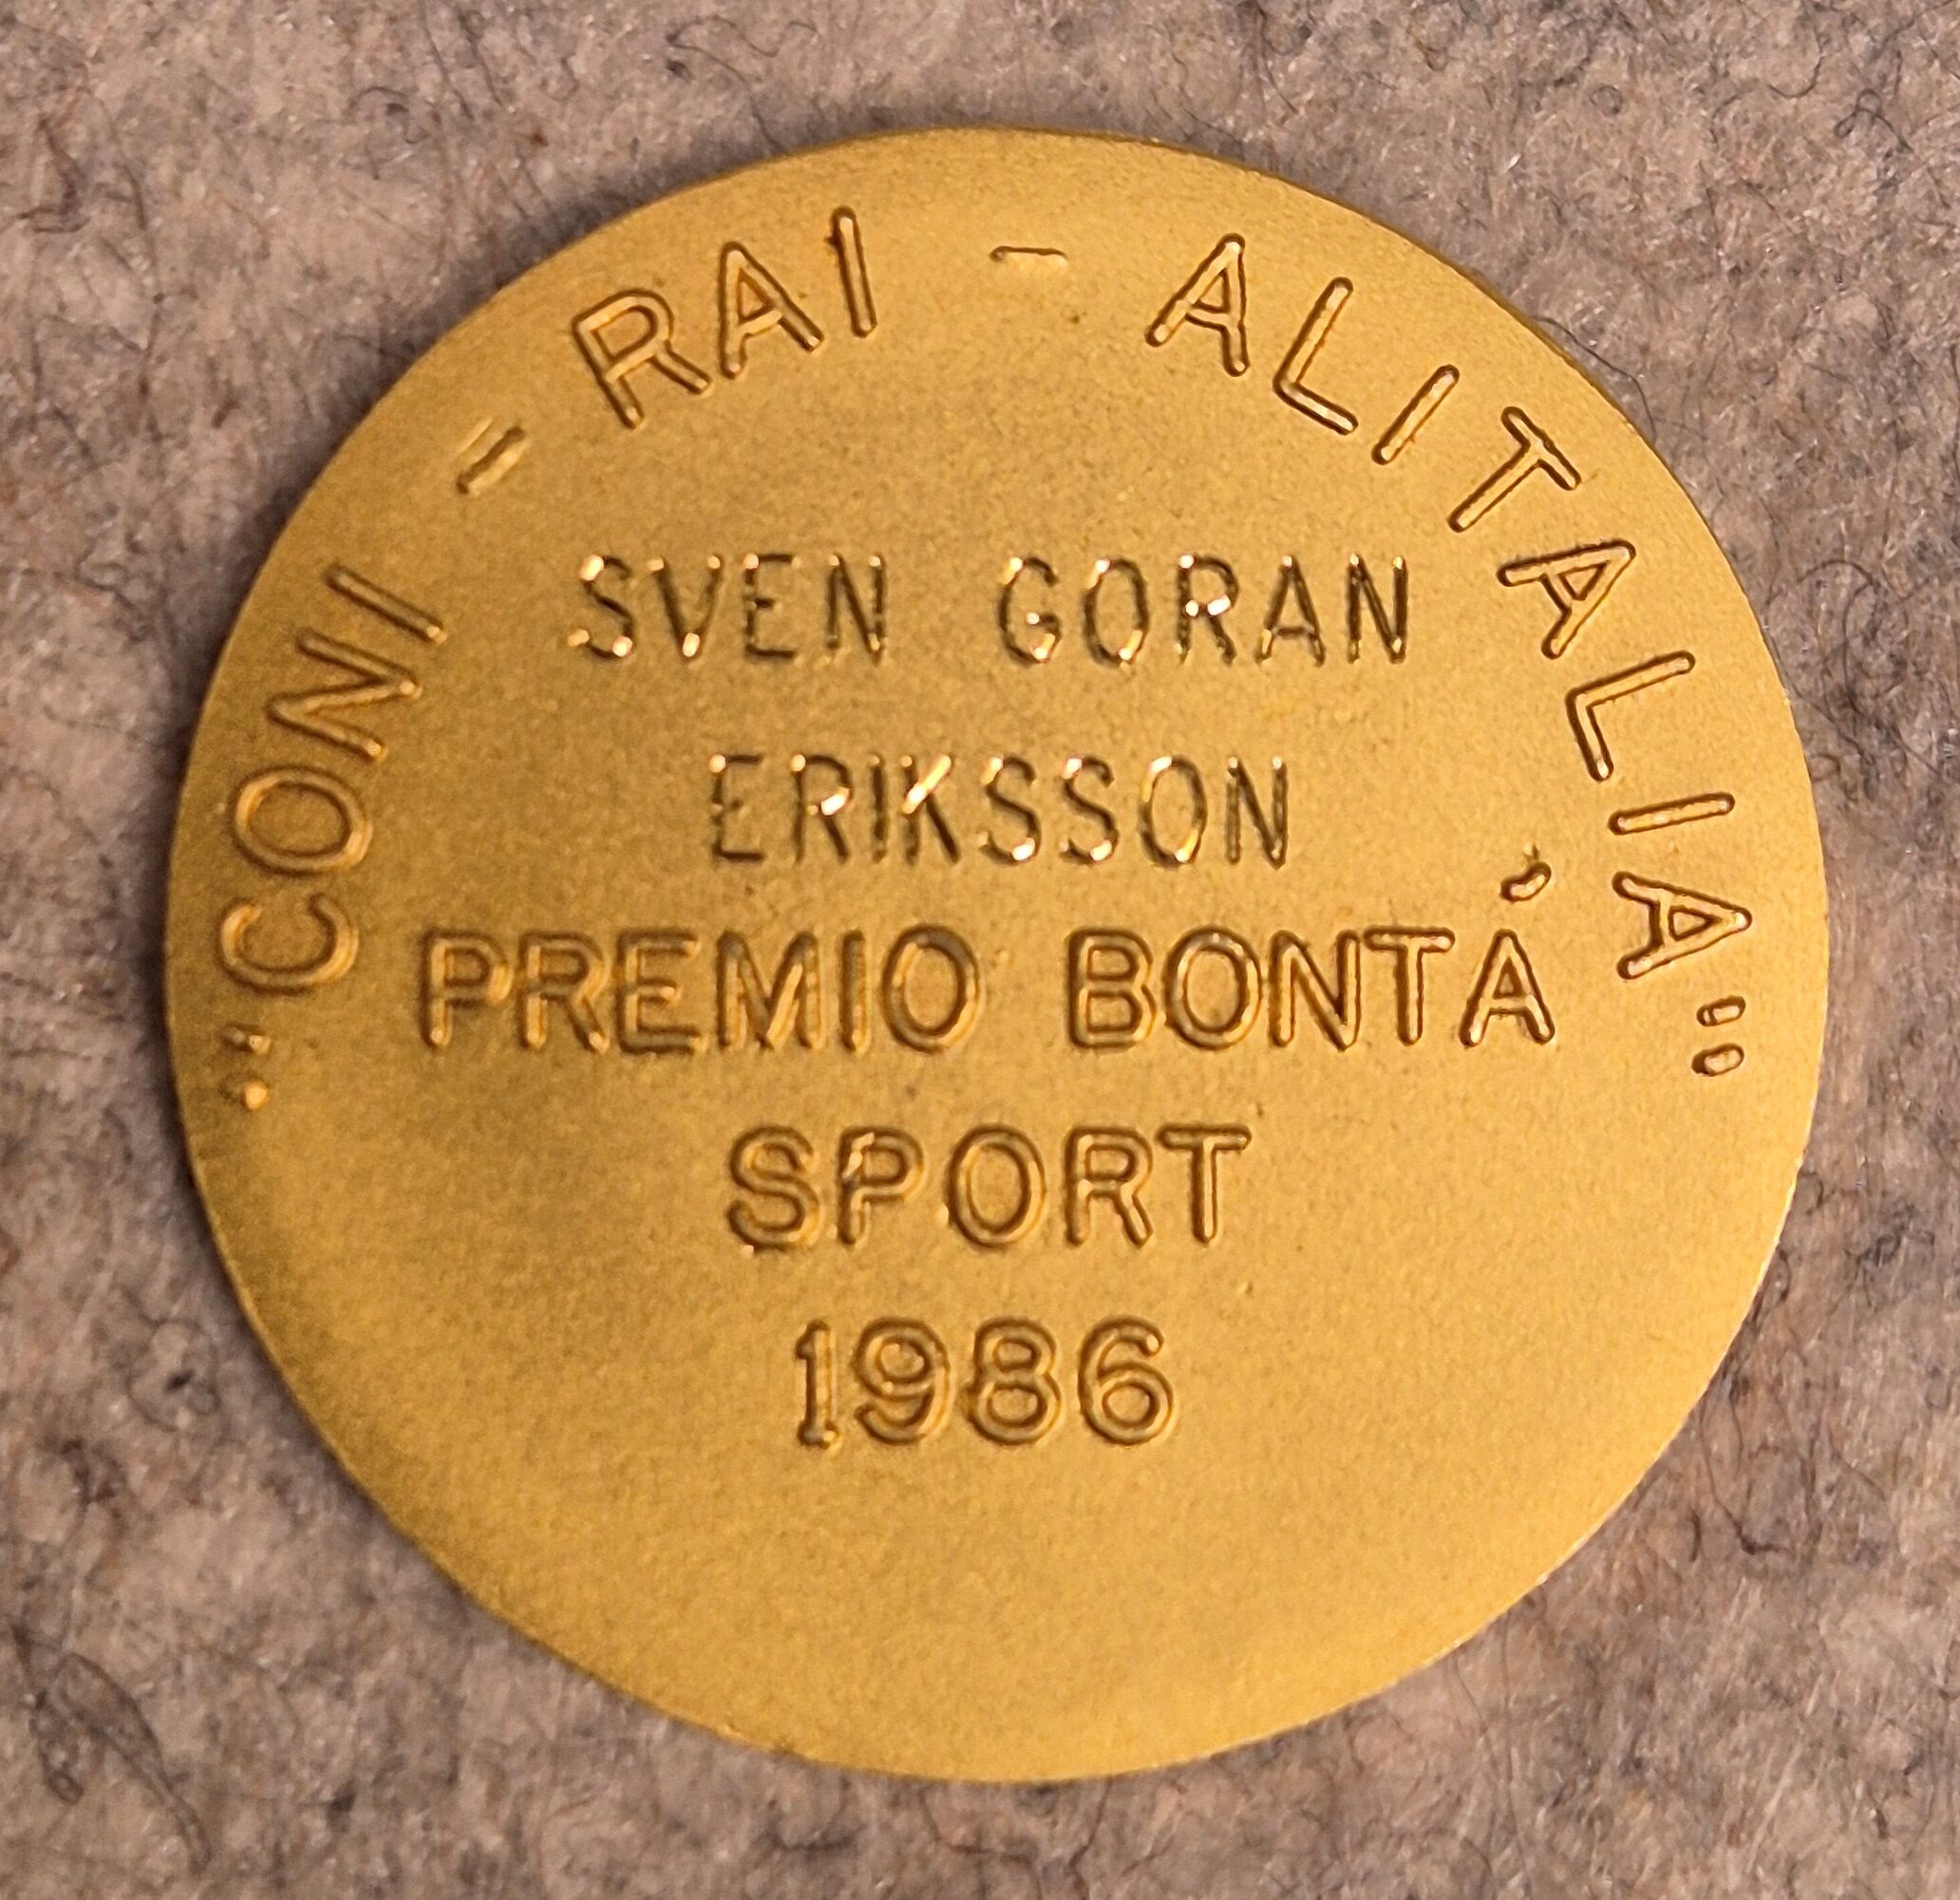 "CONI - RAI - ALITALIA"
SVEN GORAN
ERIKSSON
PREMIO BONTÀ
SPORT
1986